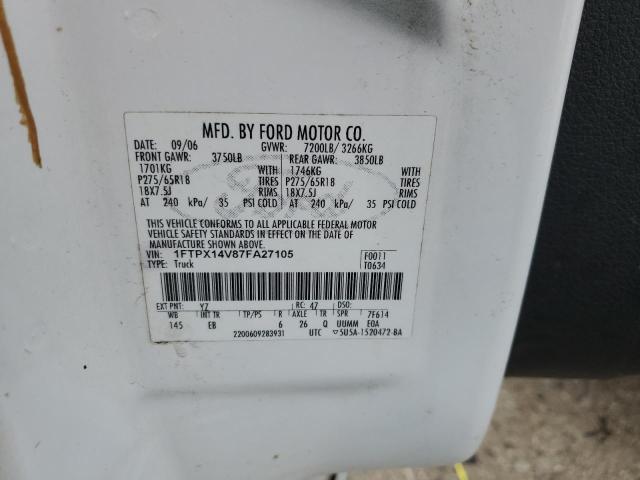 MFD. BY FORD MOTOR CO.
DATE: 09/06 GVWR: 7200LB/ 3266KG
FRONT GAWR: 3750LB REAR GAWR: 3850LB
1701KG WITH 1746KG WITH
P275/65R18 TIRES P275/65R18 TIRES
18X7.5J RIMS 18X7.5J RIMS
AT 240 kPa/ 35 PSI COLD AT 240 kPa/ 35 PSI COLD
THIS VEHICLE CONFORMS TO ALL APPLICABLE FEDERAL MOTOR
VEHICLE SAFETY STANDARDS IN EFFECT ON THE DATE OF
MANUFACTURE SHOWN ABOVE.
VIN: 1FTPX14V87FA27105 F0011
TYPE: Truck T0634
EXT PNT: YZ RC: 47 DSO:
WB INT TR TP/PS R AXLE TR SPR 7F614
145 EB 6 26 Q UUMM EOA
2200609283931 UTC ▽5U5A-1520472-BA